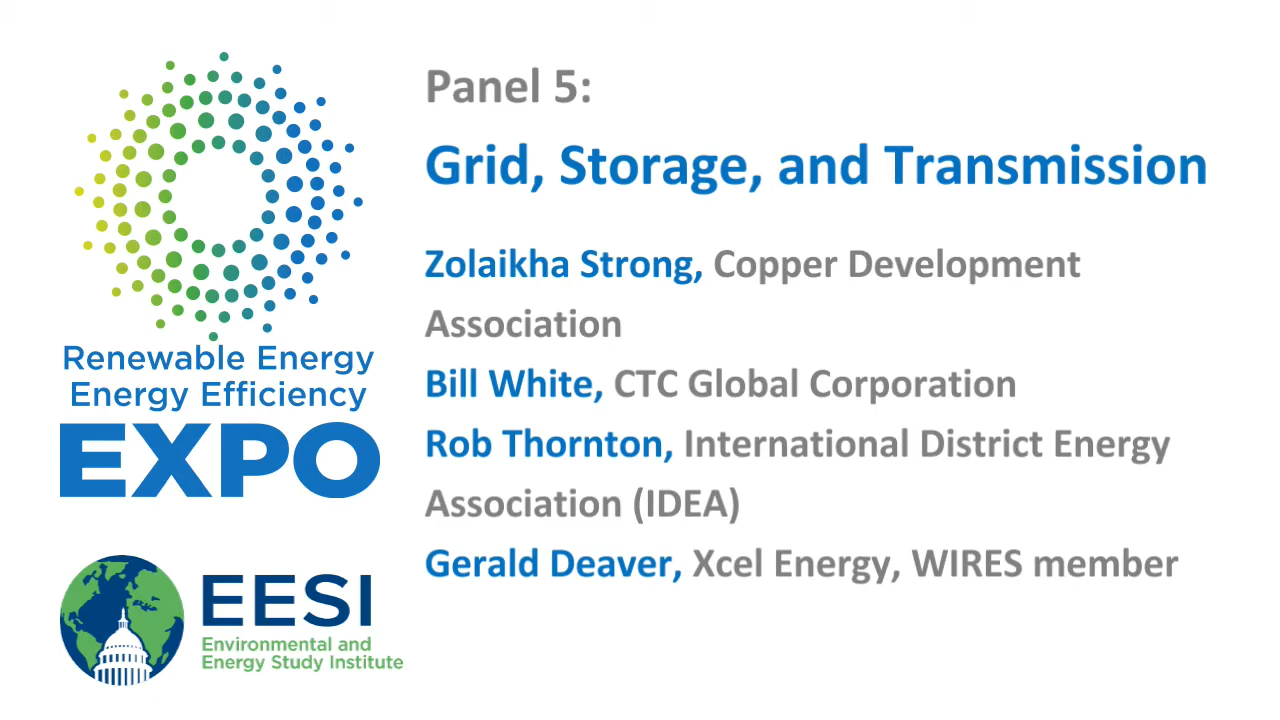 Panel 5:
Grid, Storage, and Transmission
Zolaikha Strong, Copper Development
Association
Bill White, CTC Global Corporation
Rob Thornton, International District Energy
Association (IDEA)
Gerald Deaver, Xcel Energy, WIRES member
Renewable Energy
Energy Efficiency
EXPO
EESI
Environmental and
Energy Study Institute